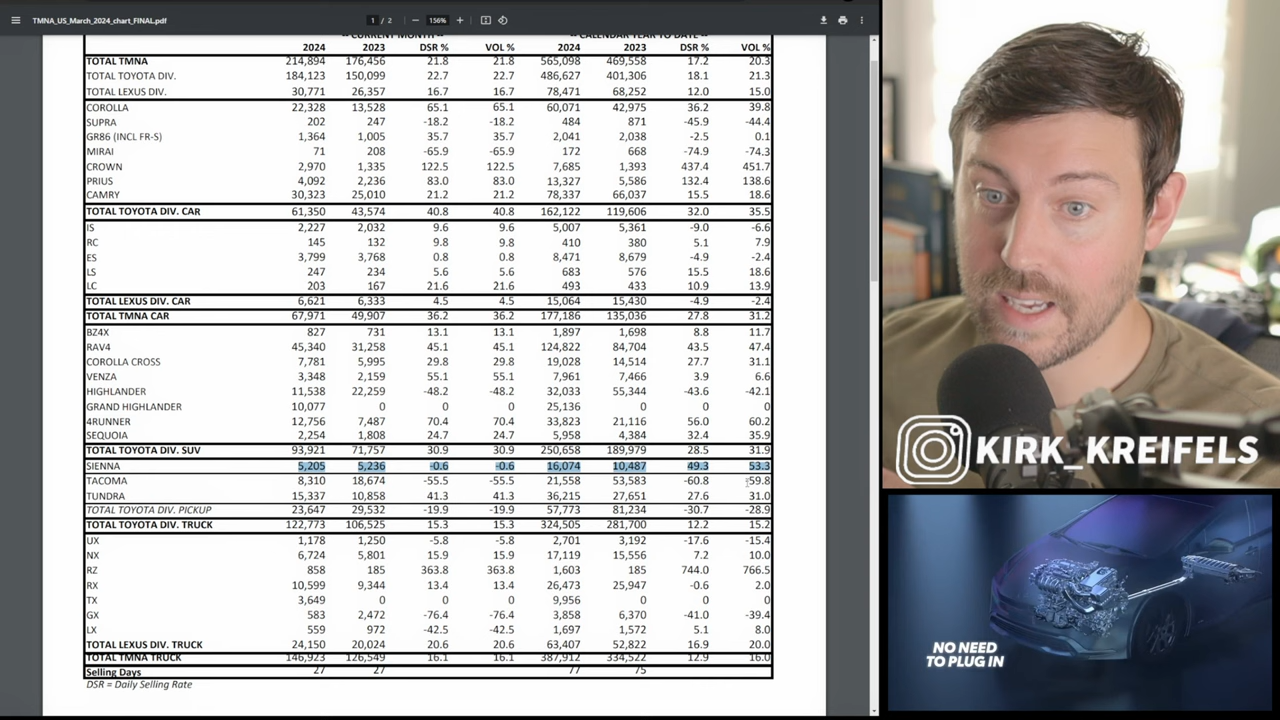 TMNA_US_March_2024_chart_FINAL.pdf 1 / 2 156%
-- CURRENT MONTH -- -- CALENDAR YEAR TO DATE --
2024 2023 DSR % VOL % 2024 2023 DSR % VOL %
TOTAL TMNA 214,894 176,456 21.8 21.8 565,098 469,558 17.2 20.3
TOTAL TOYOTA DIV. 184,123 150,099 22.7 22.7 486,627 401,306 18.1 21.3
TOTAL LEXUS DIV. 30,771 26,357 16.7 16.7 78,471 68,252 12.0 15.0
COROLLA 22,328 13,528 65.1 65.1 60,071 42,975 36.2 39.8
SUPRA 202 247 -18.2 -18.2 484 871 -45.9 -44.4
GR86 (INCL FR-S) 1,364 1,005 35.7 35.7 2,041 2,038 -2.5 0.1
MIRAI 71 208 -65.9 -65.9 172 668 -74.9 -74.3
CROWN 2,970 1,335 122.5 122.5 7,685 1,393 437.4 451.7
PRIUS 4,092 2,236 83.0 83.0 13,327 5,586 132.4 138.6
CAMRY 30,323 25,010 21.2 21.2 78,337 66,037 15.5 18.6
TOTAL TOYOTA DIV. CAR 61,350 43,574 40.8 40.8 162,122 119,606 32.0 35.5
IS 2,227 2,032 9.6 9.6 5,007 5,361 -9.0 -6.6
RC 145 132 9.8 9.8 410 380 5.1 7.9
ES 3,799 3,768 0.8 0.8 8,471 8,679 -4.9 -2.4
LS 247 234 5.6 5.6 683 576 15.5 18.6
LC 203 167 21.6 21.6 493 433 10.9 13.9
TOTAL LEXUS DIV. CAR 6,621 6,333 4.5 4.5 15,064 15,430 -4.9 -2.4
TOTAL TMNA CAR 67,971 49,907 36.2 36.2 177,186 135,036 27.8 31.2
BZ4X 827 731 13.1 13.1 1,897 1,698 8.8 11.7
RAV4 45,340 31,258 45.1 45.1 124,822 84,704 43.5 47.4
COROLLA CROSS 7,781 5,995 29.8 29.8 19,028 14,514 27.7 31.1
VENZA 3,348 2,159 55.1 55.1 7,961 7,466 3.9 6.6
HIGHLANDER 11,538 22,259 -48.2 -48.2 32,033 55,344 -43.6 -42.1
GRAND HIGHLANDER 10,077 0 0 0 25,136 0 0 0
4RUNNER 12,756 7,487 70.4 70.4 33,823 21,116 56.0 60.2
SEQUOIA 2,254 1,808 24.7 24.7 5,958 4,384 32.4 35.9
TOTAL TOYOTA DIV. SUV 93,921 71,757 30.9 30.9 250,658 189,979 28.5 31.9
SIENNA 5,205 5,236 -0.6 -0.6 16,074 10,487 49.3 53.3
TACOMA 8,310 18,674 -55.5 -55.5 21,558 53,583 -60.8 -59.8
TUNDRA 15,337 10,858 41.3 41.3 36,215 27,651 27.6 31.0
TOTAL TOYOTA DIV. PICKUP 23,647 29,532 -19.9 -19.9 57,773 81,234 -30.7 -28.9
TOTAL TOYOTA DIV. TRUCK 122,773 106,525 15.3 15.3 324,505 281,700 12.2 15.2
UX 1,178 1,250 -5.8 -5.8 2,701 3,192 -17.6 -15.4
NX 6,724 5,801 15.9 15.9 17,119 15,556 7.2 10.0
RZ 858 185 363.8 363.8 1,603 185 744.0 766.5
RX 10,599 9,344 13.4 13.4 26,473 25,947 -0.6 2.0
TX 3,649 0 0 0 9,956 0 0 0
GX 583 2,472 -76.4 -76.4 3,858 6,370 -41.0 -39.4
LX 559 972 -42.5 -42.5 1,697 1,572 5.1 8.0
TOTAL LEXUS DIV. TRUCK 24,150 20,024 20.6 20.6 63,407 52,822 16.9 20.0
TOTAL TMNA TRUCK 146,923 126,549 16.1 16.1 387,912 334,522 12.9 16.0
Selling Days 27 27 77 75
DSR = Daily Selling Rate
KIRK_KREIFELS
NO NEED
TO PLUG IN